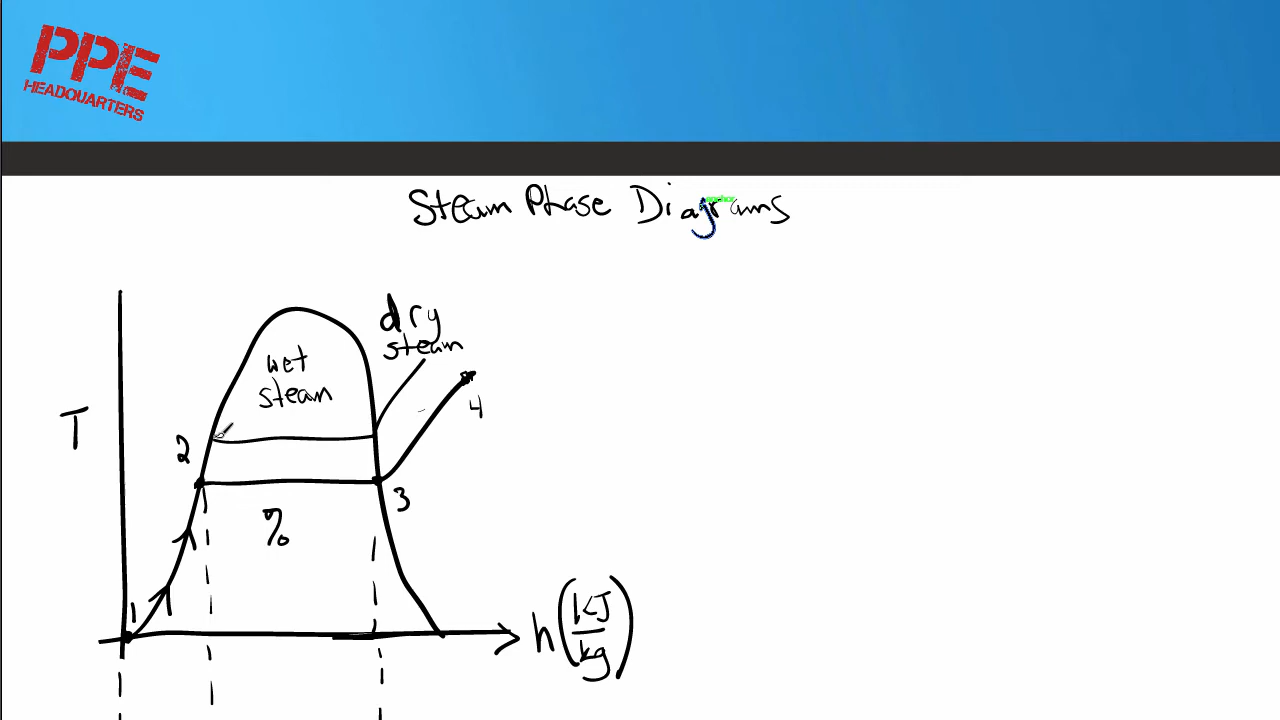 PPE
HEADQUARTERS
Steam Phase Diagrams
dry
steam
wet
steam
T
4
2
3
%
1
h (kJ/kg)